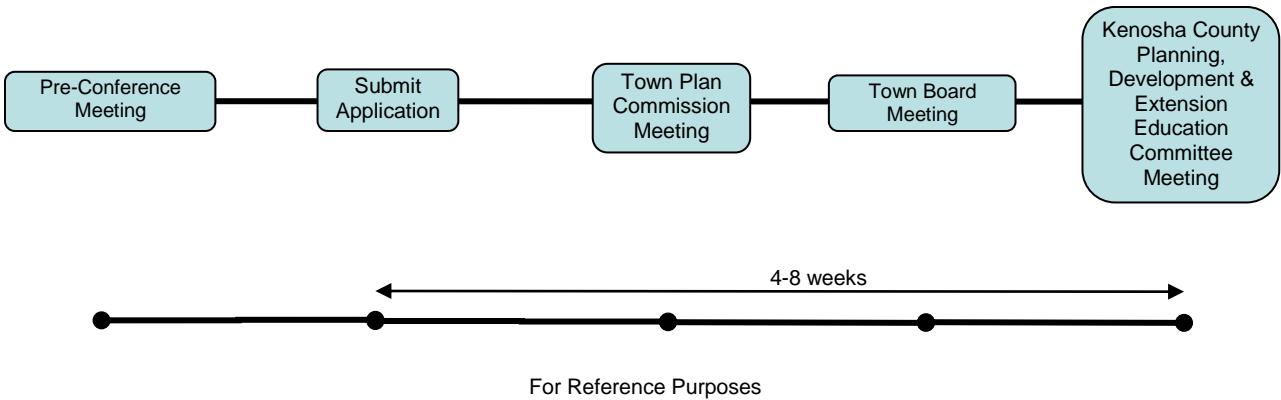 Pre-Conference
Meeting
Submit
Application
Town Plan
Commission
Meeting
Town Board
Meeting
Kenosha County
Planning,
Development &
Extension
Education
Committee
Meeting
4-8 weeks
For Reference Purposes